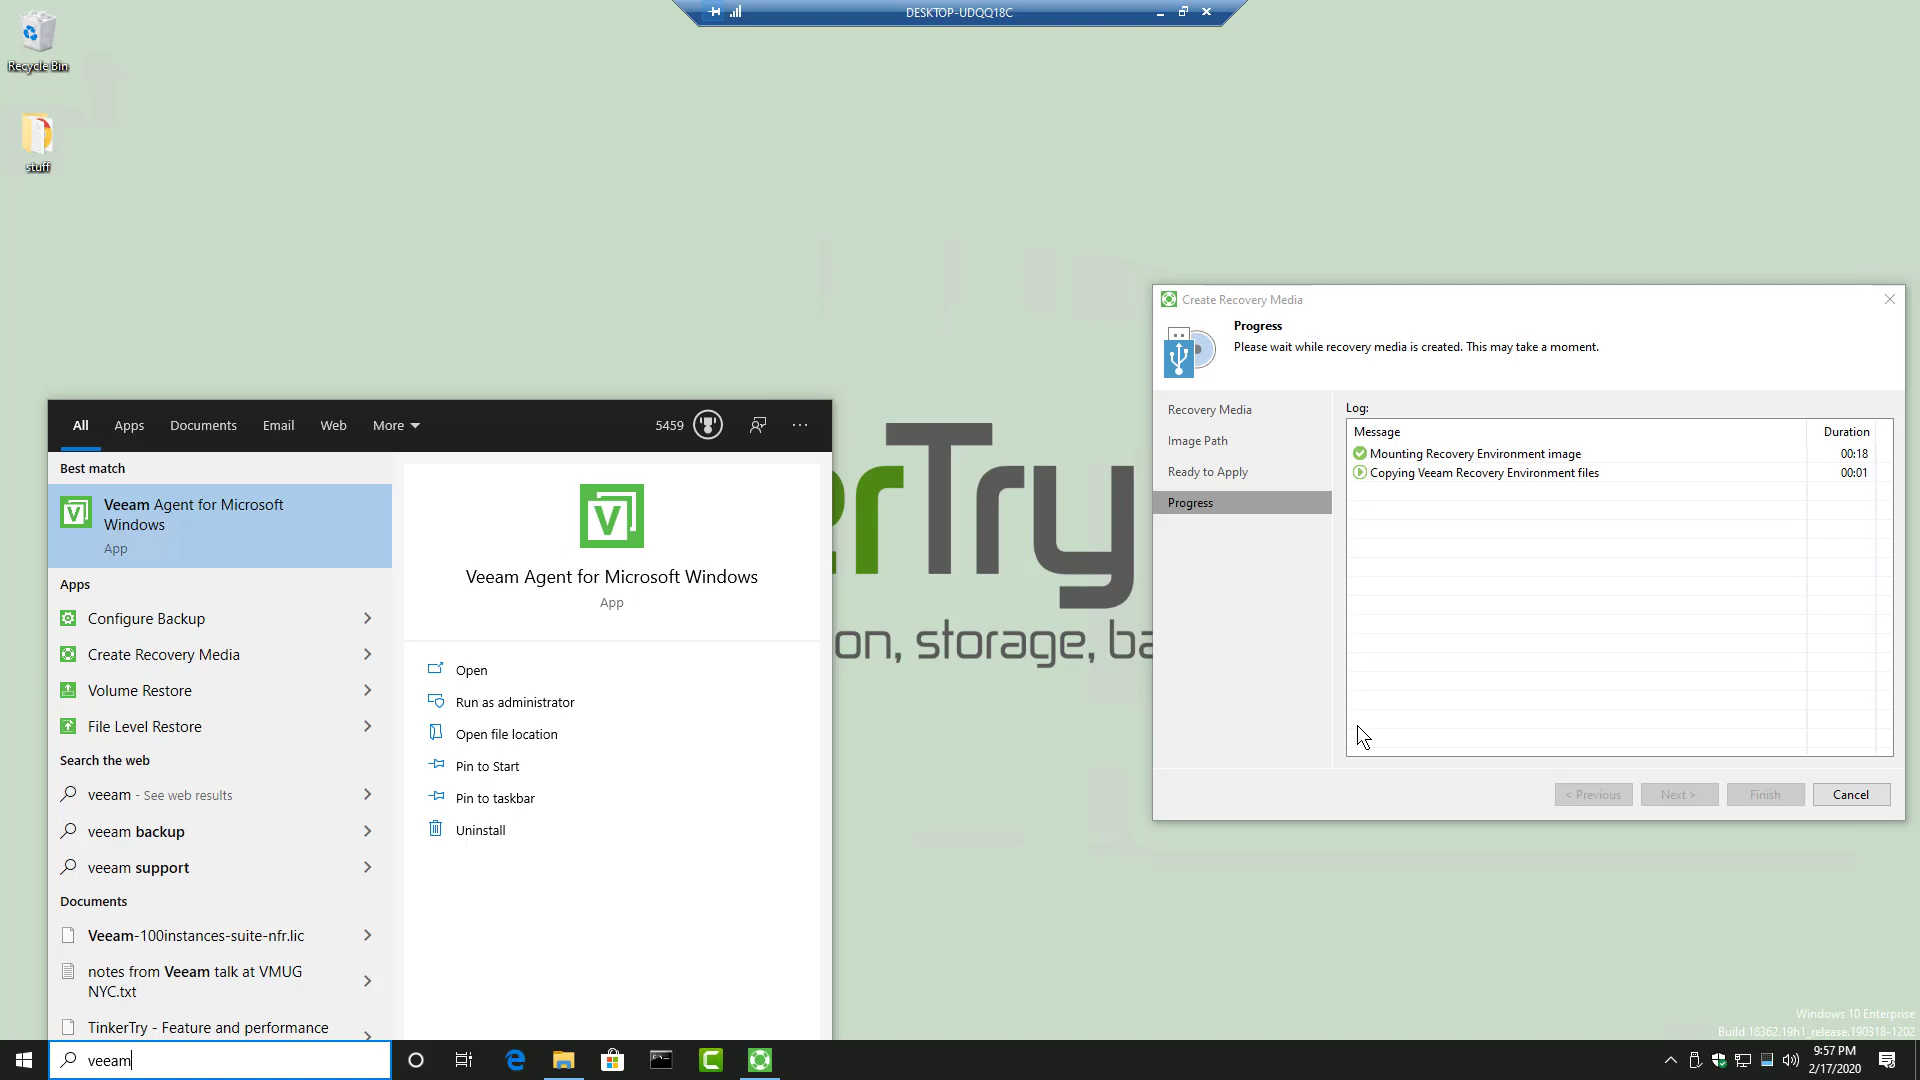 DESKTOP-UDQQ18C
Recycle Bin
stuff
All Apps Documents Email Web More 5459
Best match
Veeam Agent for Microsoft
Windows
App
Apps
Configure Backup
Create Recovery Media
Volume Restore
File Level Restore
Search the web
veeam - See web results
veeam backup
veeam support
Documents
Veeam-100instances-suite-nfr.lic
notes from Veeam talk at VMUG
NYC.txt
TinkerTry - Feature and performance
veeam
Veeam Agent for Microsoft Windows
App
Open
Run as administrator
Open file location
Pin to Start
Pin to taskbar
Uninstall
erTry
on, storage, ba
Create Recovery Media
Progress
Please wait while recovery media is created. This may take a moment.
Recovery Media
Image Path
Ready to Apply
Progress
Log:
Message Duration
Mounting Recovery Environment image 00:18
Copying Veeam Recovery Environment files 00:01
< Previous Next > Finish Cancel
Windows 10 Enterprise
Build 18362.19h1_release.190318-1202
9:57 PM
2/17/2020